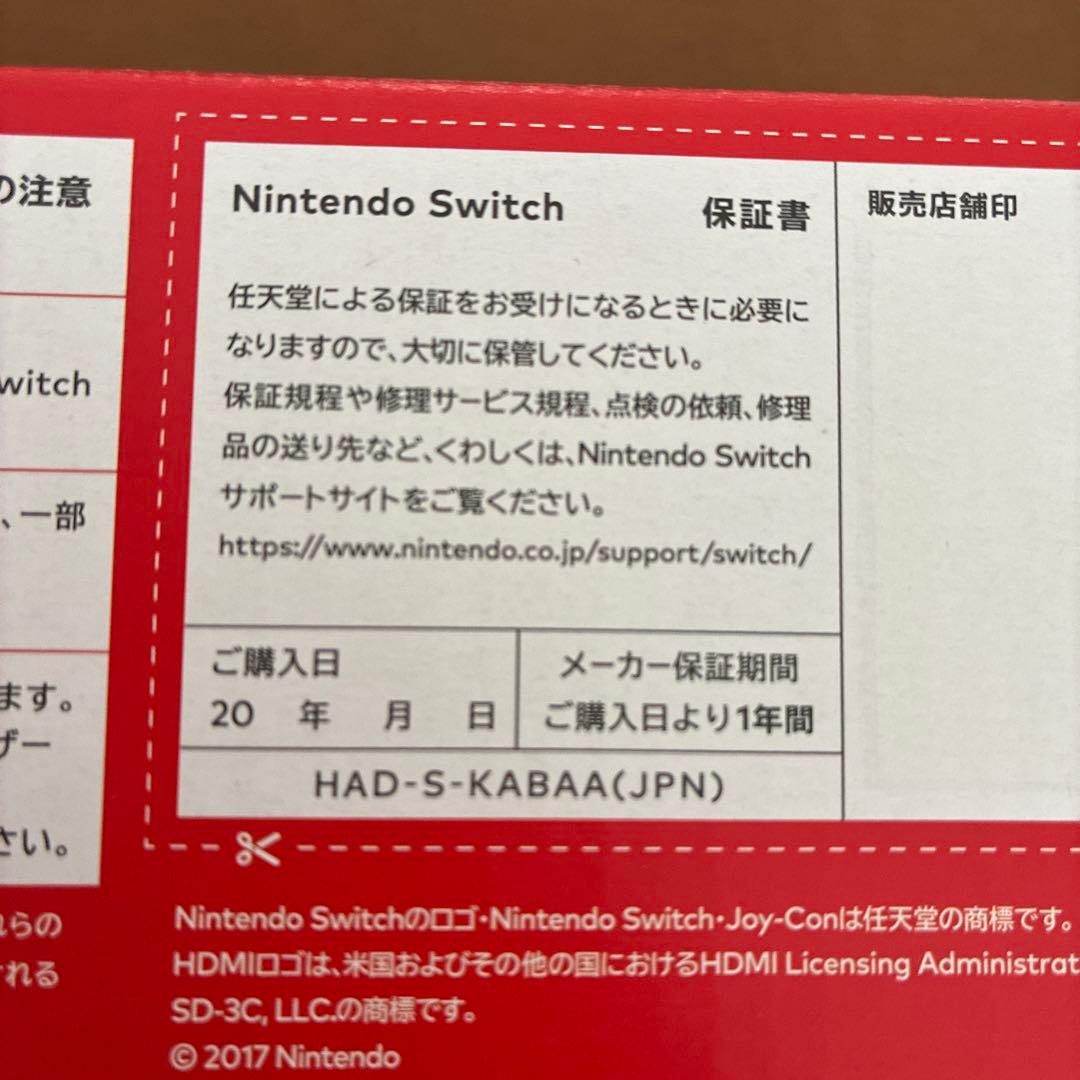 の注意
witch
、一部
ます。
ザー
さい。
らの
れる
Nintendo Switch 保証書
任天堂による保証をお受けになるときに必要に
なりますので、大切に保管してください。
保証規程や修理サービス規程、点検の依頼、修理
品の送り先など、くわしくは、Nintendo Switch
サポートサイトをご覧ください。
https://www.nintendo.co.jp/support/switch/
ご購入日
20 年 月 日
メーカー保証期間
ご購入日より1年間
HAD-S-KABAA(JPN)
販売店舗印
Nintendo Switchのロゴ・Nintendo Switch・Joy-Conは任天堂の商標です。
HDMIロゴは、米国およびその他の国におけるHDMI Licensing Administrat
SD-3C, LLC.の商標です。
© 2017 Nintendo